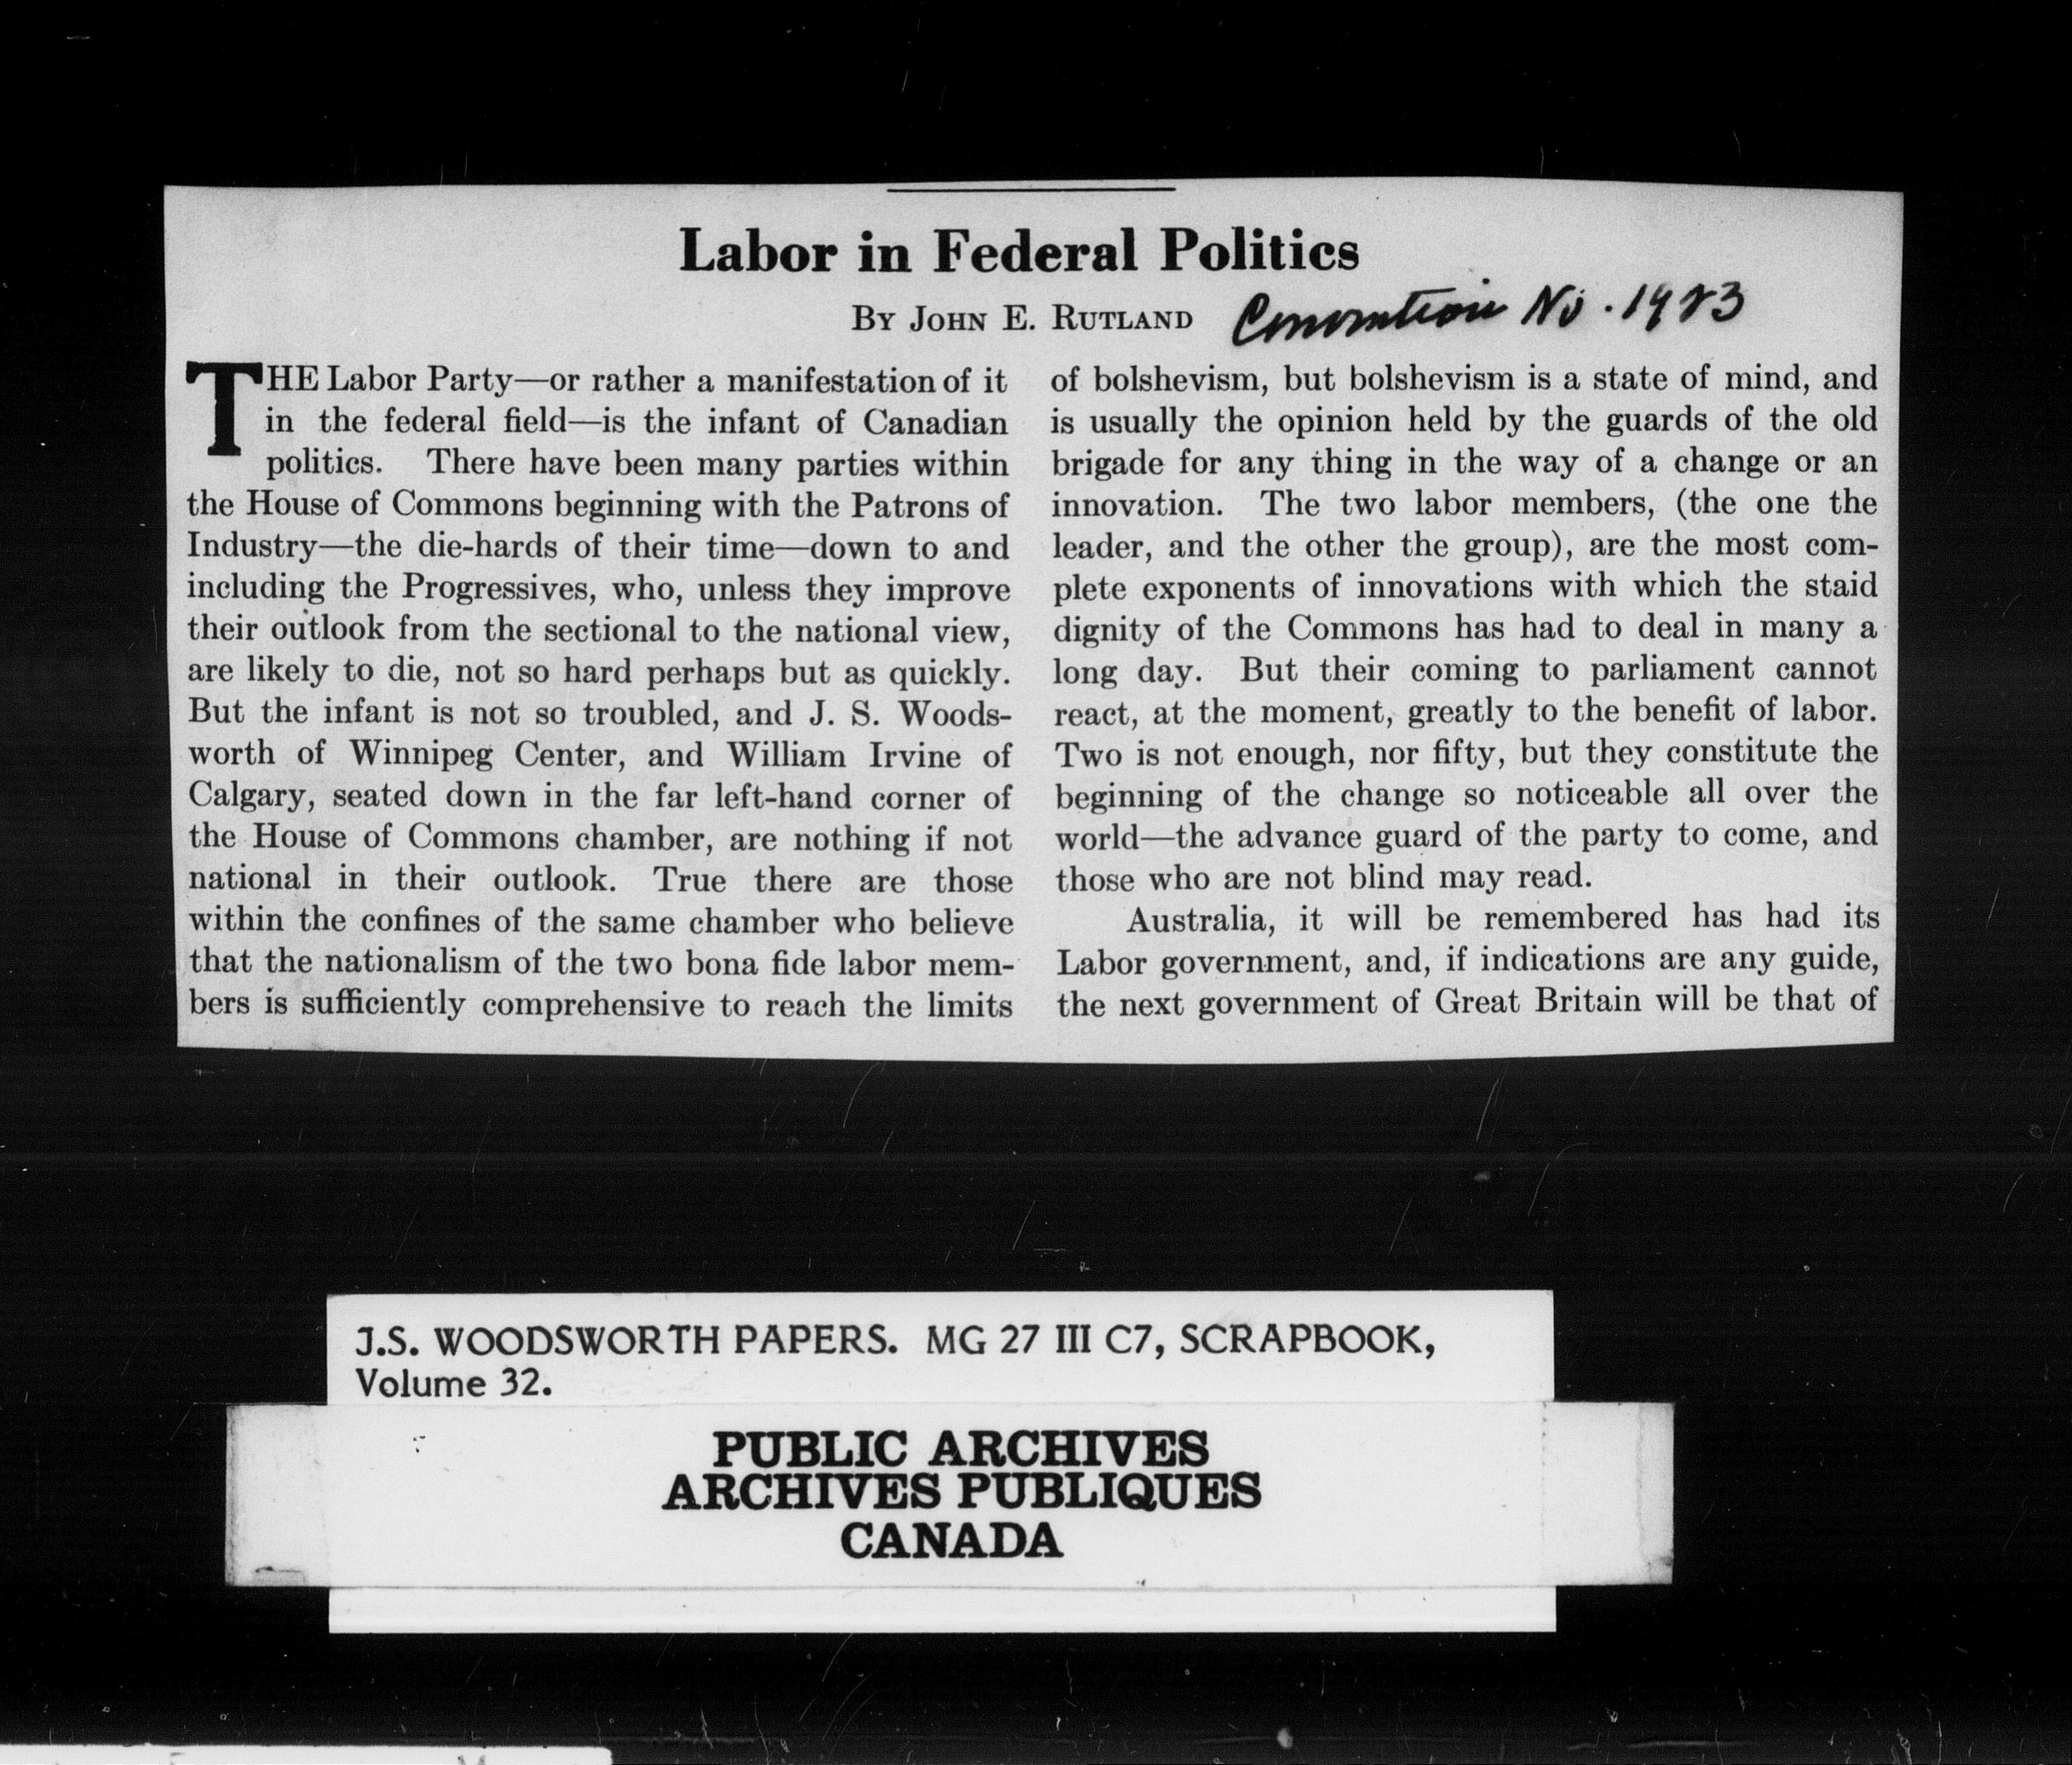 Labor in Federal Politics
BY JOHN E. RUTLAND
No. 1923
THE Labor Party—or rather a manifestation of it
in the federal field—is the infant of Canadian
politics. There have been many parties within
the House of Commons beginning with the Patrons of
Industry—the die-hards of their time—down to and
including the Progressives, who, unless they improve
their outlook from the sectional to the national view,
are likely to die, not so hard perhaps but as quickly.
But the infant is not so troubled, and J. S. Woods-
worth of Winnipeg Center, and William Irvine of
Calgary, seated down in the far left-hand corner of
the House of Commons chamber, are nothing if not
national in their outlook. True there are those
within the confines of the same chamber who believe
that the nationalism of the two bona fide labor mem-
bers is sufficiently comprehensive to reach the limits
of bolshevism, but bolshevism is a state of mind, and
is usually the opinion held by the guards of the old
brigade for any thing in the way of a change or an
innovation. The two labor members, (the one the
leader, and the other the group), are the most com-
plete exponents of innovations with which the staid
dignity of the Commons has had to deal in many a
long day. But their coming to parliament cannot
react, at the moment, greatly to the benefit of labor.
Two is not enough, nor fifty, but they constitute the
beginning of the change so noticeable all over the
world—the advance guard of the party to come, and
those who are not blind may read.
Australia, it will be remembered has had its
Labor government, and, if indications are any guide,
the next government of Great Britain will be that of
J.S. WOODSWORTH PAPERS. MG 27 III C7, SCRAPBOOK,
Volume 32.
PUBLIC ARCHIVES
ARCHIVES PUBLIQUES
CANADA